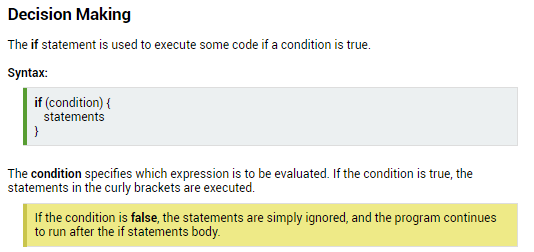 Decision Making
The if statement is used to execute some code if a condition is true.
Syntax:
if (condition) {
statements
}
The condition specifies which expression is to be evaluated. If the condition is true, the
statements in the curly brackets are executed.
If the condition is false, the statements are simply ignored, and the program continues
to run after the if statements body.